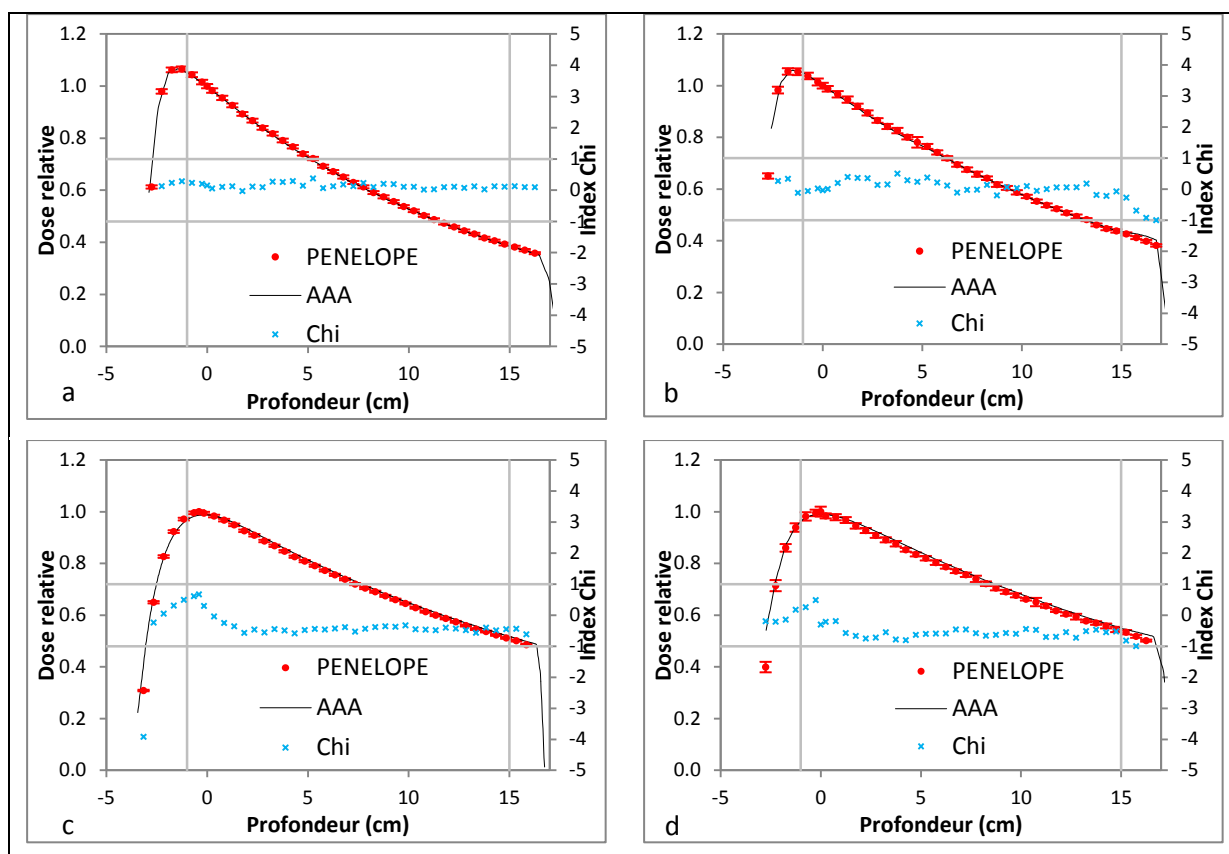 1.2
1.0
0.8
0.6
0.4
0.2
0.0
Dose relative
5
4
3
2
1
0
-1
-2
-3
-4
-5
Index Chi
PENELOPE
AAA
Chi
-5 0 5 10 15
Profondeur (cm)
a
1.2
1.0
0.8
0.6
0.4
0.2
0.0
Dose relative
5
4
3
2
1
0
-1
-2
-3
-4
-5
Index Chi
PENELOPE
AAA
Chi
-5 0 5 10 15
Profondeur (cm)
b
1.2
1.0
0.8
0.6
0.4
0.2
0.0
Dose relative
5
4
3
2
1
0
-1
-2
-3
-4
-5
Index Chi
PENELOPE
AAA
Chi
-5 0 5 10 15
Profondeur (cm)
c
1.2
1.0
0.8
0.6
0.4
0.2
0.0
Dose relative
5
4
3
2
1
0
-1
-2
-3
-4
-5
Index Chi
PENELOPE
AAA
Chi
-5 0 5 10 15
Profondeur (cm)
d